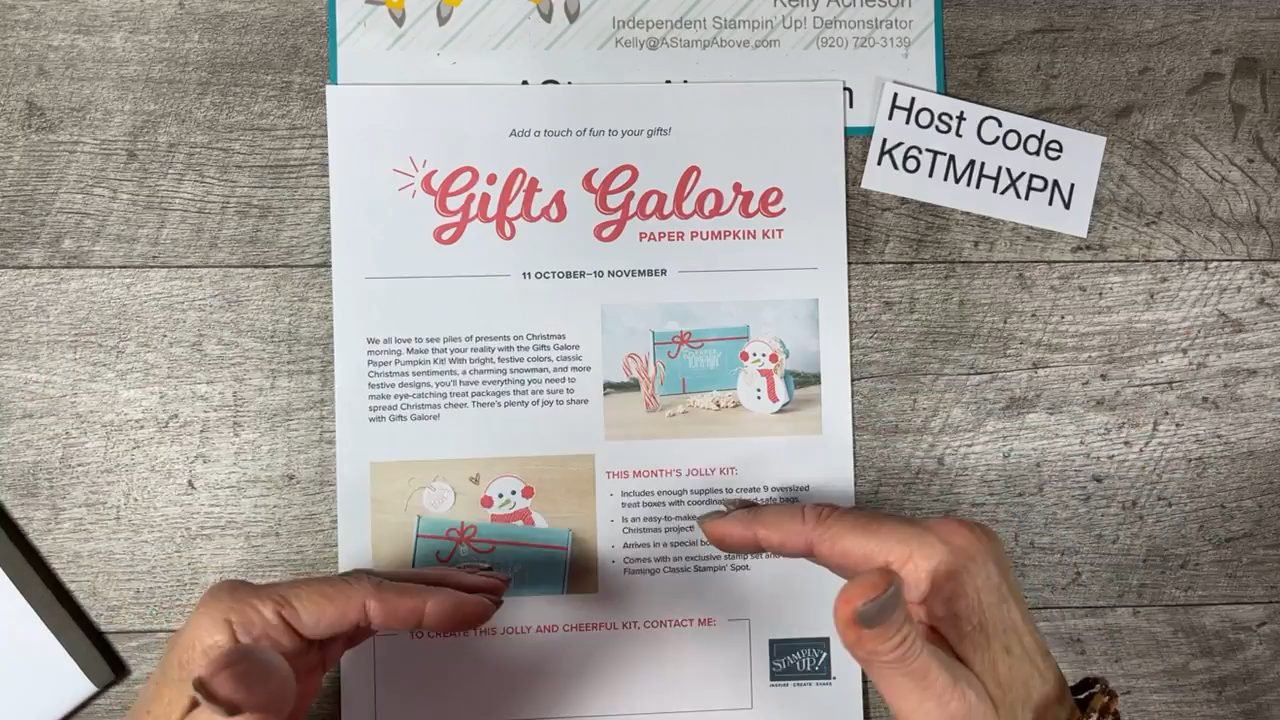 Kelly Acheson
Independent Stampin' Up! Demonstrator
Kelly@AStampAbove.com (920) 720-3139
Host Code
K6TMHXPN
Add a touch of fun to your gifts!
Gifts Galore
PAPER PUMPKIN KIT
11 OCTOBER–10 NOVEMBER
We all love to see piles of presents on Christmas
morning. Make that your reality with the Gifts Galore
Paper Pumpkin Kit! With bright, festive colors, classic
Christmas sentiments, a charming snowman, and more
festive designs, you'll have everything you need to
make eye-catching treat packages that are sure to
spread Christmas cheer. There's plenty of joy to share
with Gifts Galore!
THIS MONTH'S JOLLY KIT:
• Includes enough supplies to create 9 oversized
treat boxes with coordinating food-safe bags.
• Is an easy-to-make
Christmas project!
• Arrives in a special
• Comes with an exclusive stamp set and
Flamingo Classic Stampin' Spot.
TO CREATE THIS JOLLY AND CHEERFUL KIT, CONTACT ME:
STAMPIN' UP!
INSPIRE · CREATE · SHARE